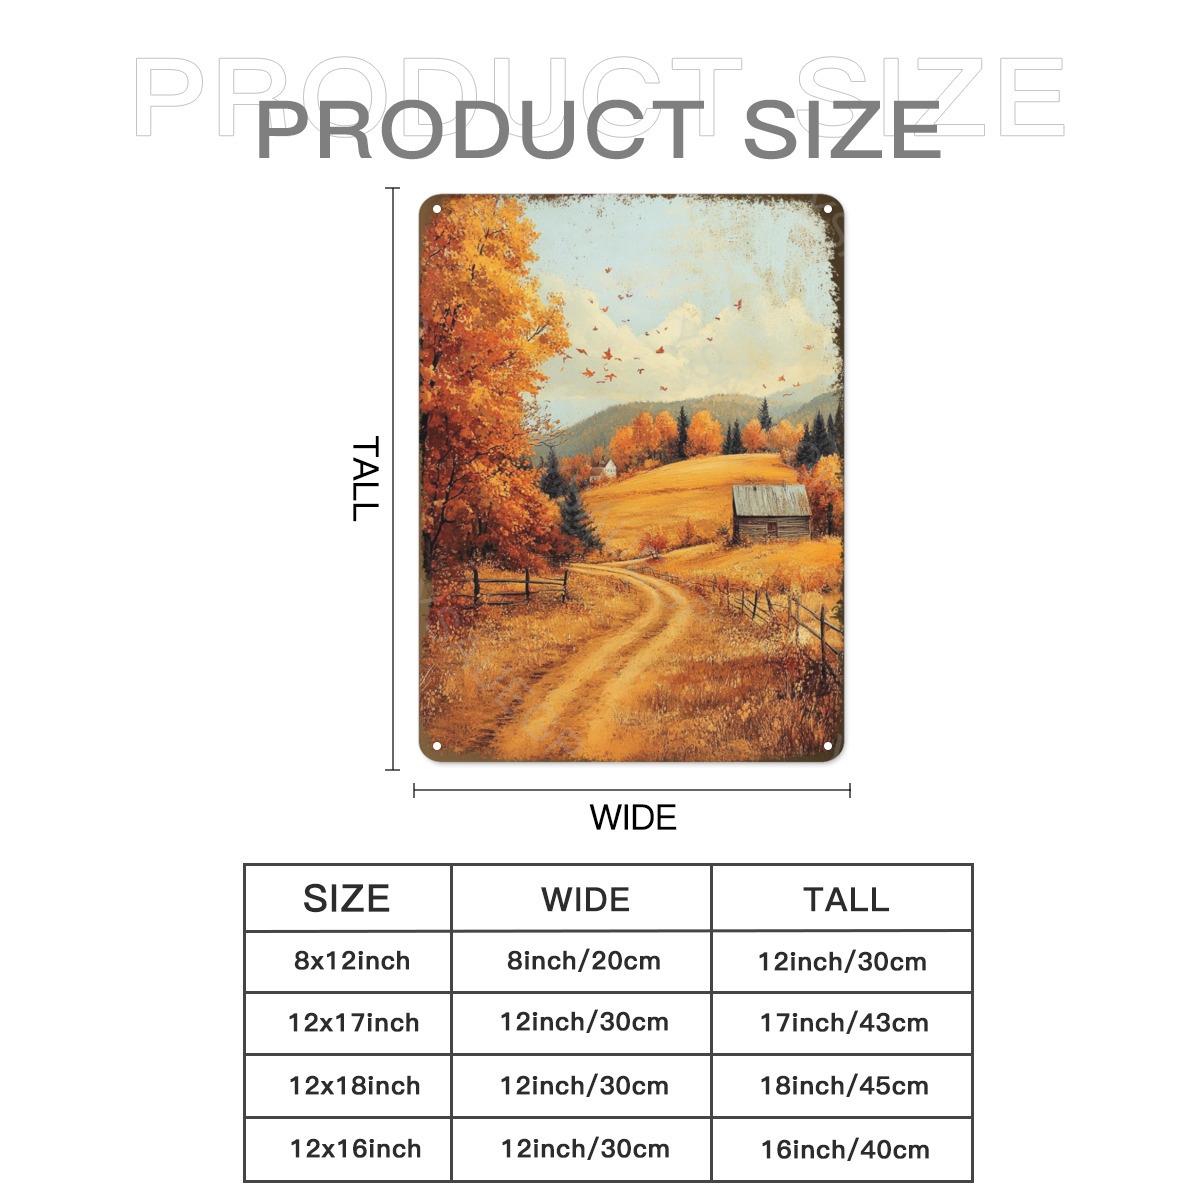 PRODUCT SIZE
PRODUCT SIZE
TALL
WIDE
SIZE WIDE TALL
8x12inch 8inch/20cm 12inch/30cm
12x17inch 12inch/30cm 17inch/43cm
12x18inch 12inch/30cm 18inch/45cm
12x16inch 12inch/30cm 16inch/40cm